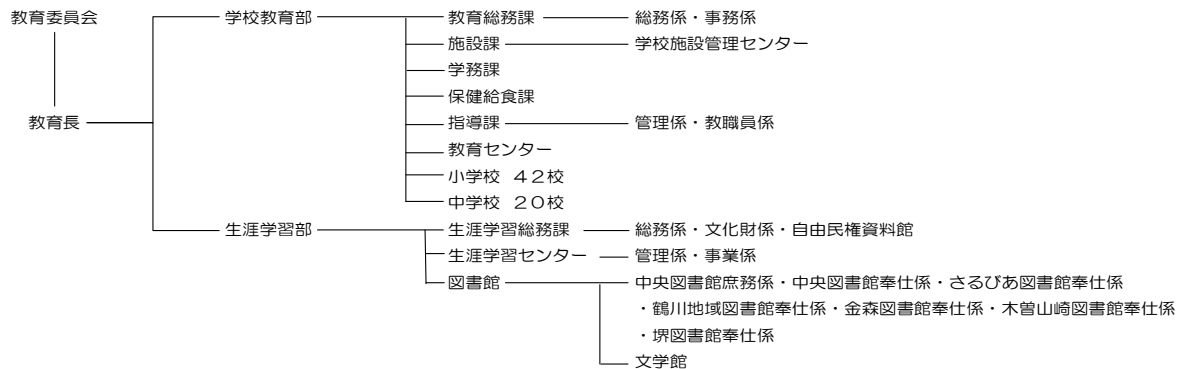 教育委員会 学校教育部 教育総務課 総務係・事務係
施設課 学校施設管理センター
学務課
保健給食課
教育長 指導課 管理係・教職員係
教育センター
小学校 ４２校
中学校 ２０校
生涯学習部 生涯学習総務課 総務係・文化財係・自由民権資料館
生涯学習センター 管理係・事業係
図書館 中央図書館庶務係・中央図書館奉仕係・さるびあ図書館奉仕係
・鶴川地域図書館奉仕係・金森図書館奉仕係・木曽山崎図書館奉仕係
・堺図書館奉仕係
文学館